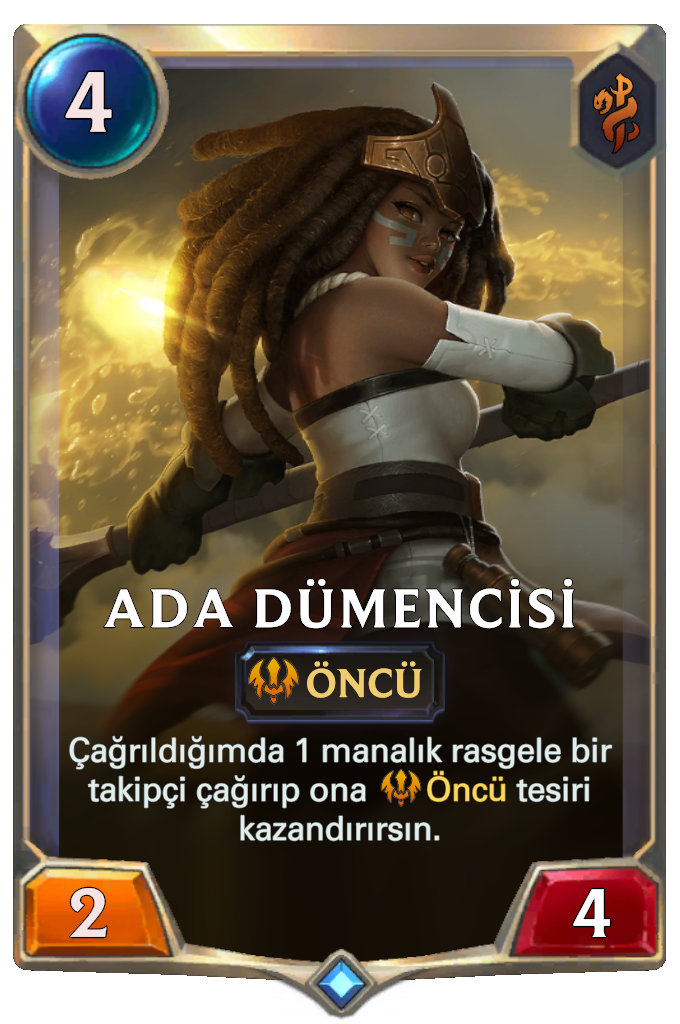 4
ADA DÜMENCİSİ
ÖNCÜ
Çağrıldığımda 1 manalık rasgele bir
takipçi çağırıp ona Öncü tesiri
kazandırırsın.
2
4